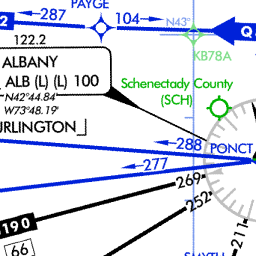 PAYGE
287
104
N43°
Q
122.2
KB78A
ALBANY
ALB (L) (L) 100
N42°44.84'
W73°48.19'
Schenectady County
(SCH)
URLINGTON
288
PONCT
277
269
252
190
66
211
SMYTH